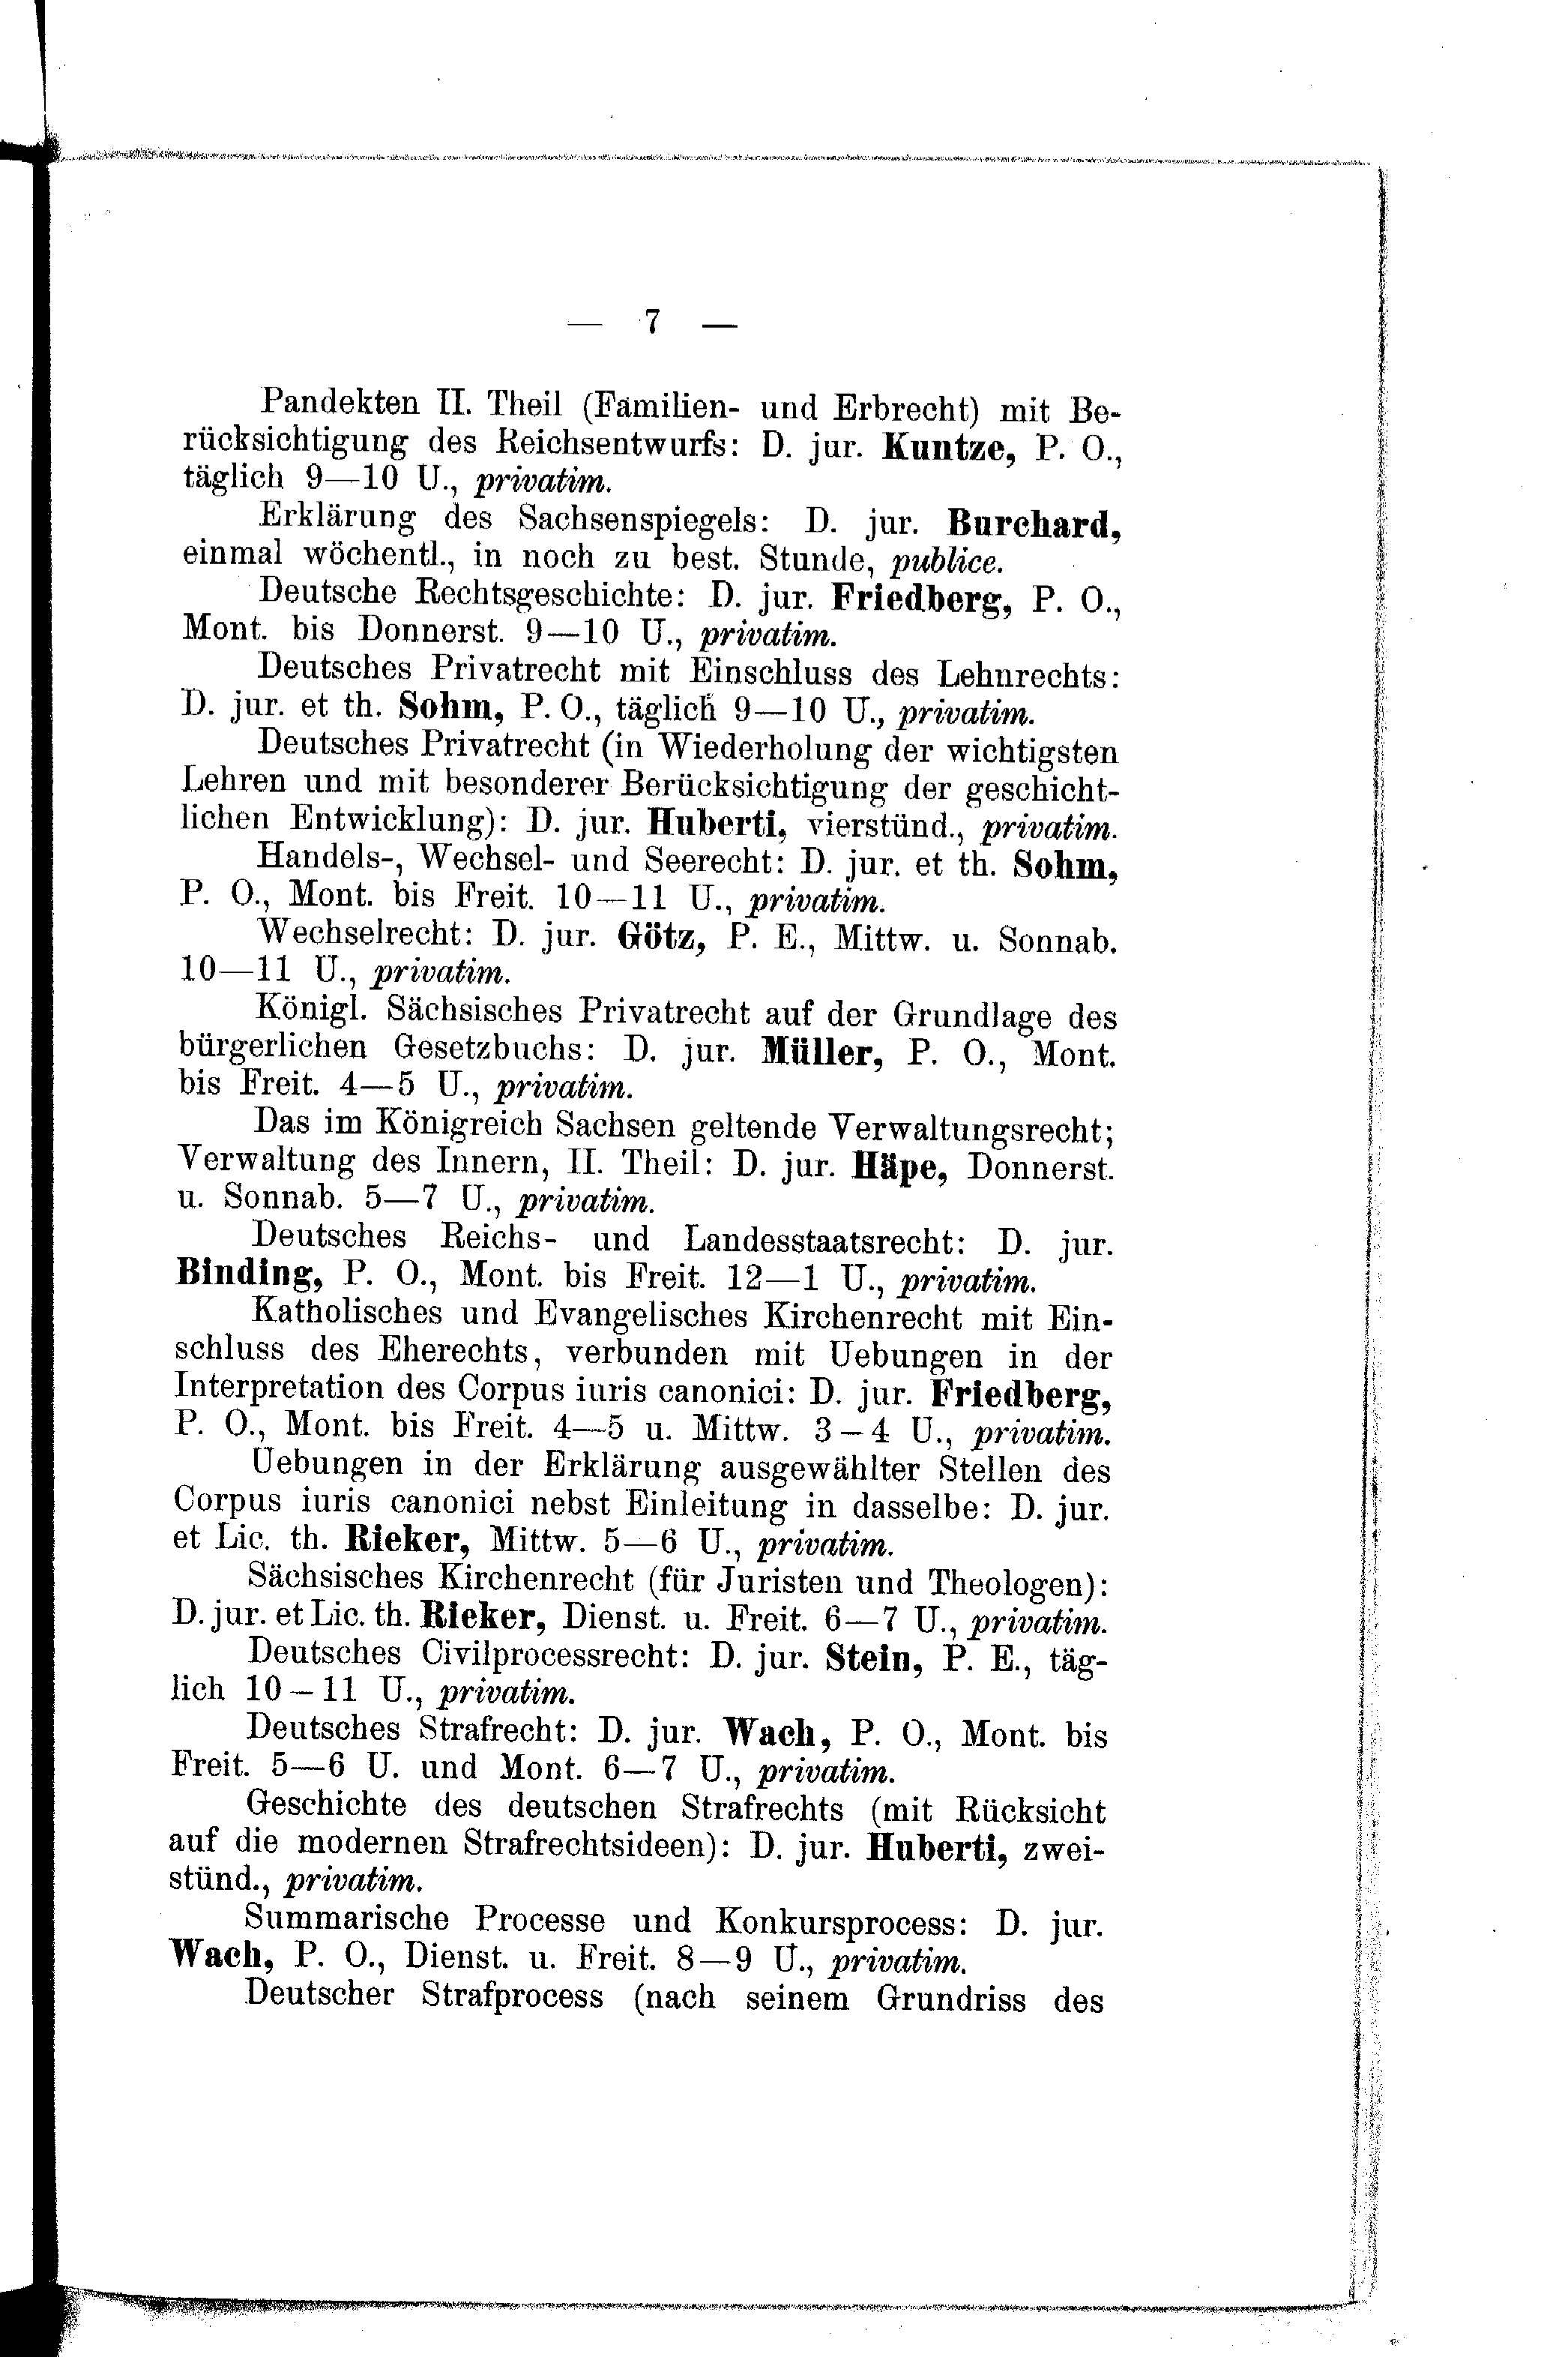 — 7 —
Pandekten II. Theil (Familien- und Erbrecht) mit Be-
rücksichtigung des Reichsentwurfs: D. jur. Kuntze, P. O.,
täglich 9—10 U., privatim.
Erklärung des Sachsenspiegels: D. jur. Burchard,
einmal wöchentl., in noch zu best. Stunde, publice.
Deutsche Rechtsgeschichte: D. jur. Friedberg, P. O.,
Mont. bis Donnerst. 9—10 U., privatim.
Deutsches Privatrecht mit Einschluss des Lehnrechts:
D. jur. et th. Sohm, P. O., täglich 9—10 U., privatim.
Deutsches Privatrecht (in Wiederholung der wichtigsten
Lehren und mit besonderer Berücksichtigung der geschicht-
lichen Entwicklung): D. jur. Huberti, vierstünd., privatim.
Handels-, Wechsel- und Seerecht: D. jur. et th. Sohm,
P. O., Mont. bis Freit. 10—11 U., privatim.
Wechselrecht: D. jur. Götz, P. E., Mittw. u. Sonnab.
10—11 U., privatim.
Königl. Sächsisches Privatrecht auf der Grundlage des
bürgerlichen Gesetzbuchs: D. jur. Müller, P. O., Mont.
bis Freit. 4—5 U., privatim.
Das im Königreich Sachsen geltende Verwaltungsrecht;
Verwaltung des Innern, II. Theil: D. jur. Häpe, Donnerst.
u. Sonnab. 5—7 U., privatim.
Deutsches Reichs- und Landesstaatsrecht: D. jur.
Binding, P. O., Mont. bis Freit. 12—1 U., privatim.
Katholisches und Evangelisches Kirchenrecht mit Ein-
schluss des Eherechts, verbunden mit Uebungen in der
Interpretation des Corpus iuris canonici: D. jur. Friedberg,
P. O., Mont. bis Freit. 4—5 u. Mittw. 3—4 U., privatim.
Uebungen in der Erklärung ausgewählter Stellen des
Corpus iuris canonici nebst Einleitung in dasselbe: D. jur.
et Lic. th. Rieker, Mittw. 5—6 U., privatim.
Sächsisches Kirchenrecht (für Juristen und Theologen):
D. jur. et Lic. th. Rieker, Dienst. u. Freit. 6—7 U., privatim.
Deutsches Civilprocessrecht: D. jur. Stein, P. E., täg-
lich 10—11 U., privatim.
Deutsches Strafrecht: D. jur. Wach, P. O., Mont. bis
Freit. 5—6 U. und Mont. 6—7 U., privatim.
Geschichte des deutschen Strafrechts (mit Rücksicht
auf die modernen Strafrechtsideen): D. jur. Huberti, zwei-
stünd., privatim.
Summarische Processe und Konkursprocess: D. jur.
Wach, P. O., Dienst. u. Freit. 8—9 U., privatim.
Deutscher Strafprocess (nach seinem Grundriss des